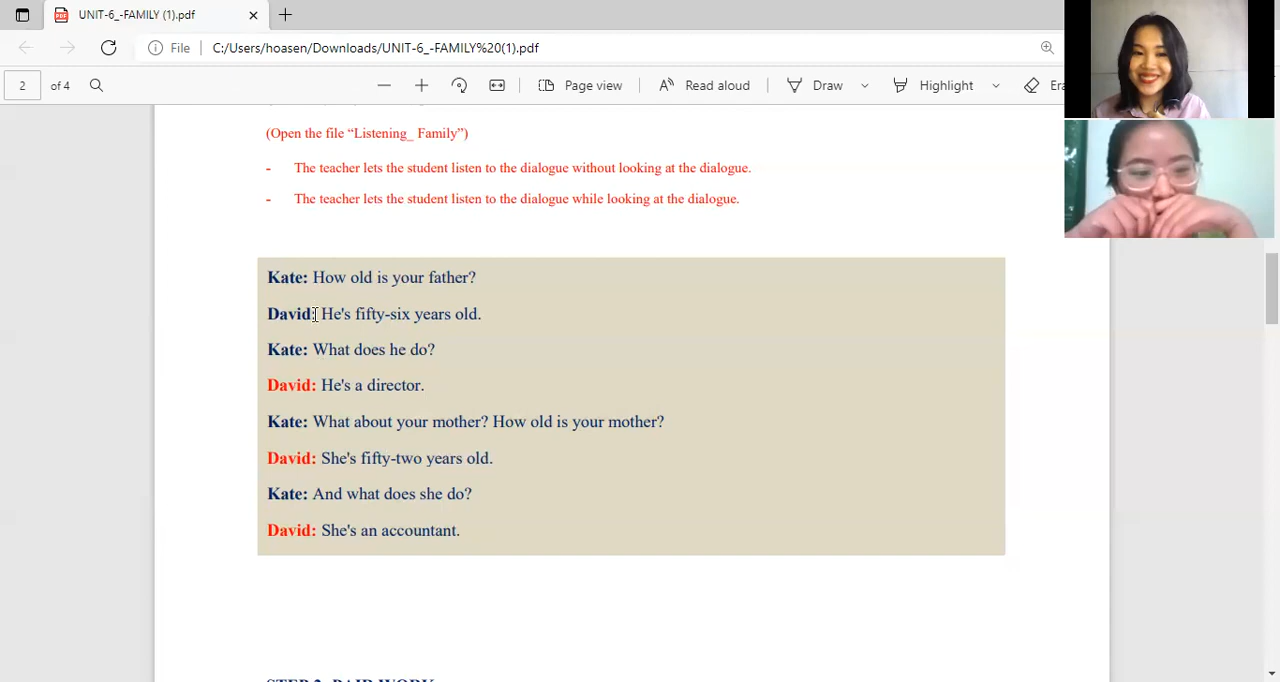 UNIT-6_-FAMILY (1).pdf
File C:/Users/hoasen/Downloads/UNIT-6_-FAMILY%20(1).pdf
2 of 4 Page view A Read aloud Draw Highlight
(Open the file “Listening_ Family”)
- The teacher lets the student listen to the dialogue without looking at the dialogue.
- The teacher lets the student listen to the dialogue while looking at the dialogue.
Kate: How old is your father?
David: He's fifty-six years old.
Kate: What does he do?
David: He's a director.
Kate: What about your mother? How old is your mother?
David: She's fifty-two years old.
Kate: And what does she do?
David: She's an accountant.